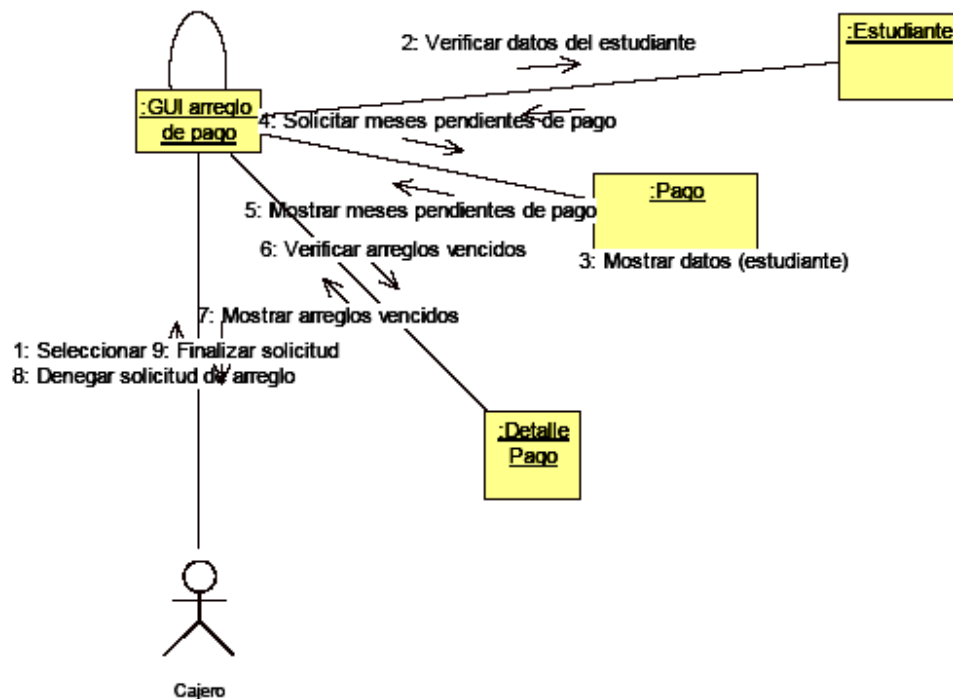 2: Verificar datos del estudiante
:Estudiante
:GUI arreglo
de pago
4: Solicitar meses pendientes de pago
:Pago
5: Mostrar meses pendientes de pago
6: Verificar arreglos vencidos
3: Mostrar datos (estudiante)
7: Mostrar arreglos vencidos
1: Seleccionar 9: Finalizar solicitud
8: Denegar solicitud de arreglo
:Detalle
Pago
Cajero